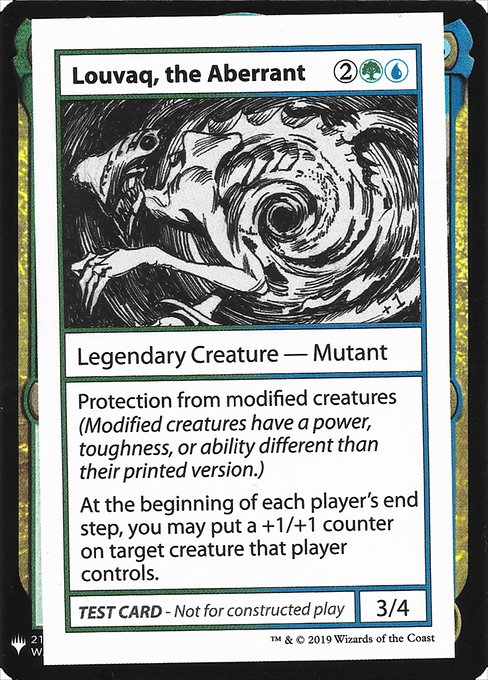 Louvaq, the Aberrant 2
+1
Legendary Creature — Mutant
Protection from modified creatures
(Modified creatures have a power,
toughness, or ability different than
their printed version.)
At the beginning of each player's end
step, you may put a +1/+1 counter
on target creature that player
controls.
TEST CARD - Not for constructed play 3/4
™ & © 2019 Wizards of the Coast